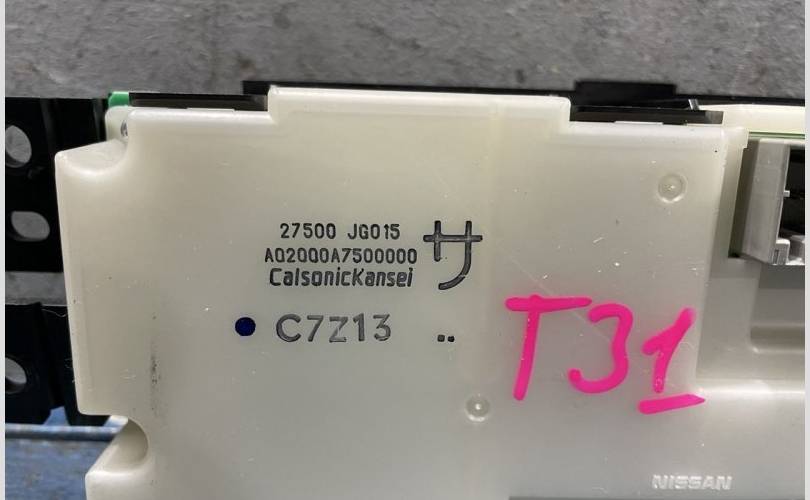 27500 JG015
A02000A7500000
CalsonicKansei
サ
C7Z13 ..
T31
NISSAN